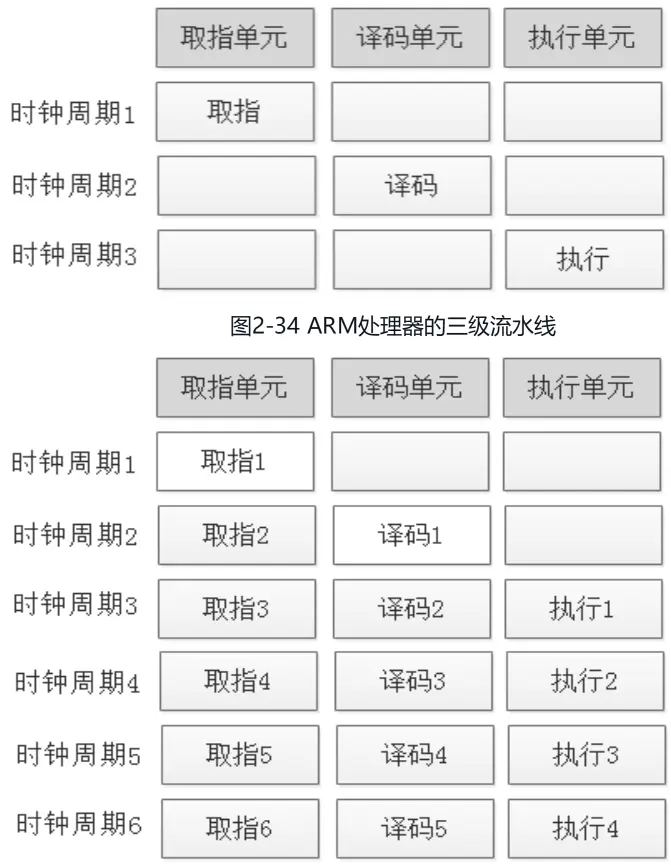 取指单元 译码单元 执行单元
时钟周期1 取指
时钟周期2 译码
时钟周期3 执行
图2-34 ARM处理器的三级流水线
取指单元 译码单元 执行单元
时钟周期1 取指1
时钟周期2 取指2 译码1
时钟周期3 取指3 译码2 执行1
时钟周期4 取指4 译码3 执行2
时钟周期5 取指5 译码4 执行3
时钟周期6 取指6 译码5 执行4